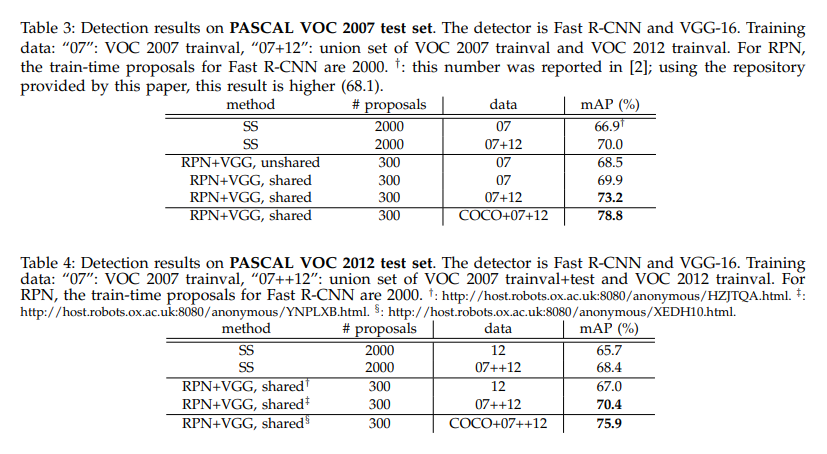 Table 3: Detection results on PASCAL VOC 2007 test set. The detector is Fast R-CNN and VGG-16. Training
data: “07”: VOC 2007 trainval, “07+12”: union set of VOC 2007 trainval and VOC 2012 trainval. For RPN,
the train-time proposals for Fast R-CNN are 2000. †: this number was reported in [2]; using the repository
provided by this paper, this result is higher (68.1).
method # proposals data mAP (%)
SS 2000 07 66.9†
SS 2000 07+12 70.0
RPN+VGG, unshared 300 07 68.5
RPN+VGG, shared 300 07 69.9
RPN+VGG, shared 300 07+12 73.2
RPN+VGG, shared 300 COCO+07+12 78.8
Table 4: Detection results on PASCAL VOC 2012 test set. The detector is Fast R-CNN and VGG-16. Training
data: “07”: VOC 2007 trainval, “07++12”: union set of VOC 2007 trainval+test and VOC 2012 trainval. For
RPN, the train-time proposals for Fast R-CNN are 2000. †: http://host.robots.ox.ac.uk:8080/anonymous/HZJTQA.html. ‡:
http://host.robots.ox.ac.uk:8080/anonymous/YNPLXB.html. §: http://host.robots.ox.ac.uk:8080/anonymous/XEDH10.html.
method # proposals data mAP (%)
SS 2000 12 65.7
SS 2000 07++12 68.4
RPN+VGG, shared† 300 12 67.0
RPN+VGG, shared‡ 300 07++12 70.4
RPN+VGG, shared§ 300 COCO+07++12 75.9